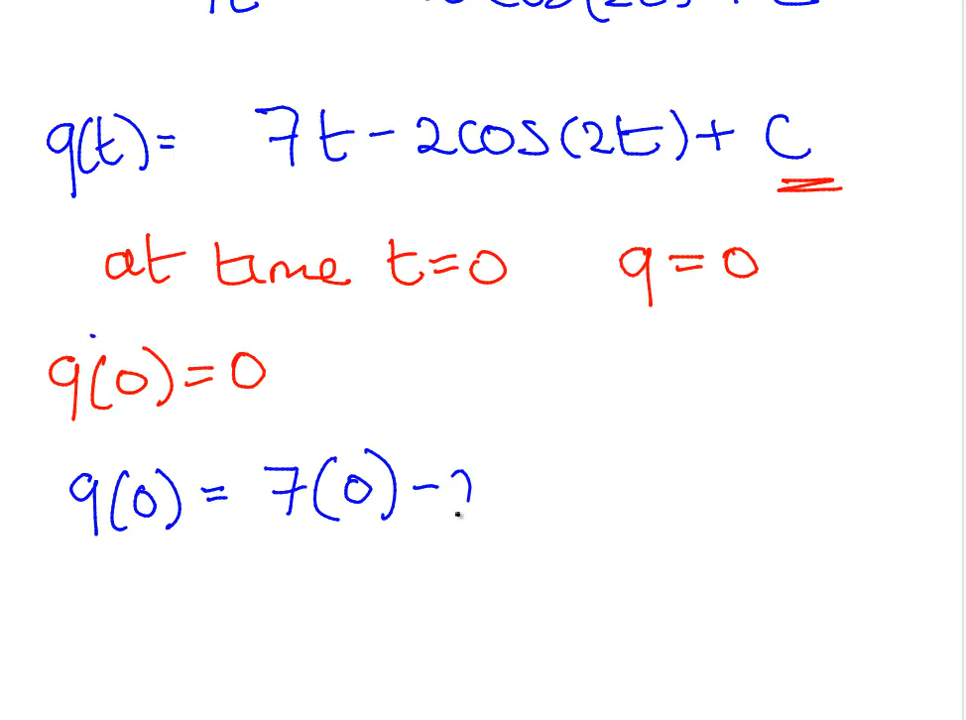 q(t) = 7t - 2cos(2t) + C
at time t=0 q=0
q(0) = 0
q(0) = 7(0) - 2